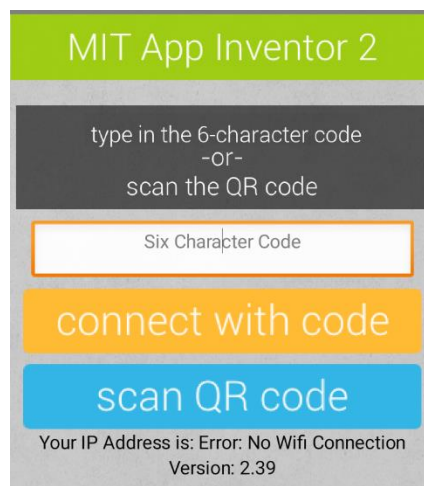 MIT App Inventor 2
type in the 6-character code
-or-
scan the QR code
Six Character Code
connect with code
scan QR code
Your IP Address is: Error: No Wifi Connection
Version: 2.39